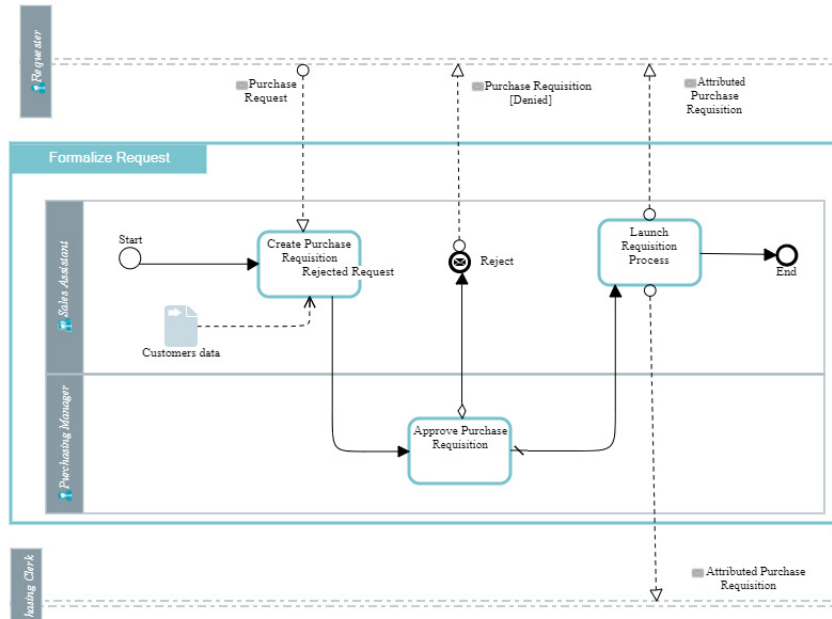 Requester
Purchase
Request
Purchase Requisition
[Denied]
Attributed
Purchase
Requisition
Formalize Request
Sales Assistant
Start
Create Purchase
Requisition
Rejected Request
Reject
Launch
Requisition
Process
End
Customers data
Purchasing Manager
Approve Purchase
Requisition
hasing Clerk
Attributed Purchase
Requisition